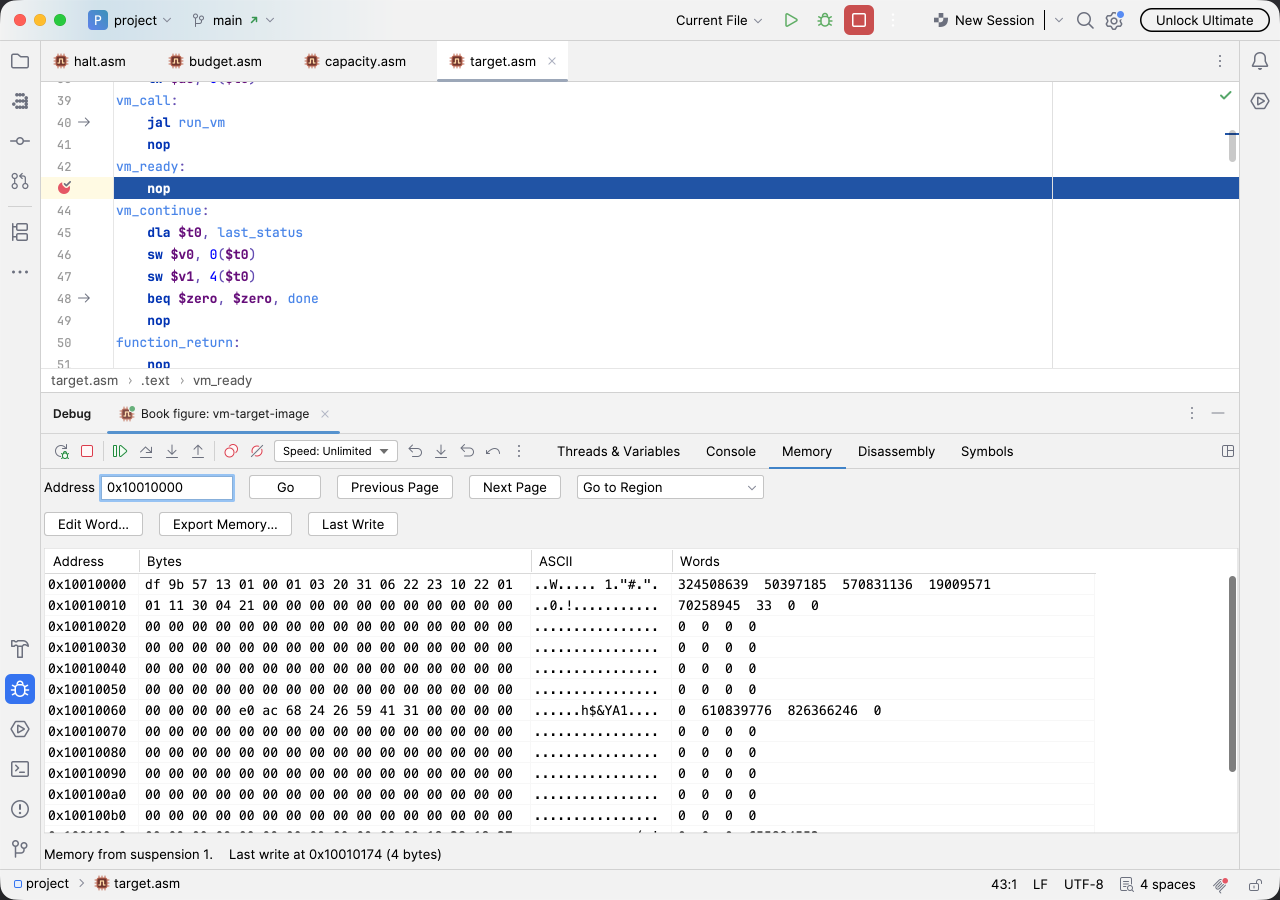 P project main Current File New Session Unlock Ultimate
halt.asm budget.asm capacity.asm target.asm
39 vm_call:
40 jal run_vm
41 nop
42 vm_ready:
nop
44 vm_continue:
45 dla $t0, last_status
46 sw $v0, 0($t0)
47 sw $v1, 4($t0)
48 beq $zero, $zero, done
49 nop
50 function_return:
51 nop
target.asm › .text › vm_ready
Debug Book figure: vm-target-image
Speed: Unlimited Threads & Variables Console Memory Disassembly Symbols
Address 0x10010000 Go Previous Page Next Page Go to Region
Edit Word... Export Memory... Last Write
Address Bytes ASCII Words
0x10010000 df 9b 57 13 01 00 01 03 20 31 06 22 23 10 22 01 ..W..... 1."#.". 324508639 50397185 570831136 19009571
0x10010010 01 11 30 04 21 00 00 00 00 00 00 00 00 00 00 00 ..0.!........... 70258945 33 0 0
0x10010020 00 00 00 00 00 00 00 00 00 00 00 00 00 00 00 00 ................ 0 0 0 0
0x10010030 00 00 00 00 00 00 00 00 00 00 00 00 00 00 00 00 ................ 0 0 0 0
0x10010040 00 00 00 00 00 00 00 00 00 00 00 00 00 00 00 00 ................ 0 0 0 0
0x10010050 00 00 00 00 00 00 00 00 00 00 00 00 00 00 00 00 ................ 0 0 0 0
0x10010060 00 00 00 00 e0 ac 68 24 26 59 41 31 00 00 00 00 ......h$&YA1.... 0 610839776 826366246 0
0x10010070 00 00 00 00 00 00 00 00 00 00 00 00 00 00 00 00 ................ 0 0 0 0
0x10010080 00 00 00 00 00 00 00 00 00 00 00 00 00 00 00 00 ................ 0 0 0 0
0x10010090 00 00 00 00 00 00 00 00 00 00 00 00 00 00 00 00 ................ 0 0 0 0
0x100100a0 00 00 00 00 00 00 00 00 00 00 00 00 00 00 00 00 ................ 0 0 0 0
0x100100b0 00 00 00 00 00 00 00 00 00 00 00 00 00 00 00 00 ................ 0 0 0 0
Memory from suspension 1. Last write at 0x10010174 (4 bytes)
project › target.asm 43:1 LF UTF-8 4 spaces